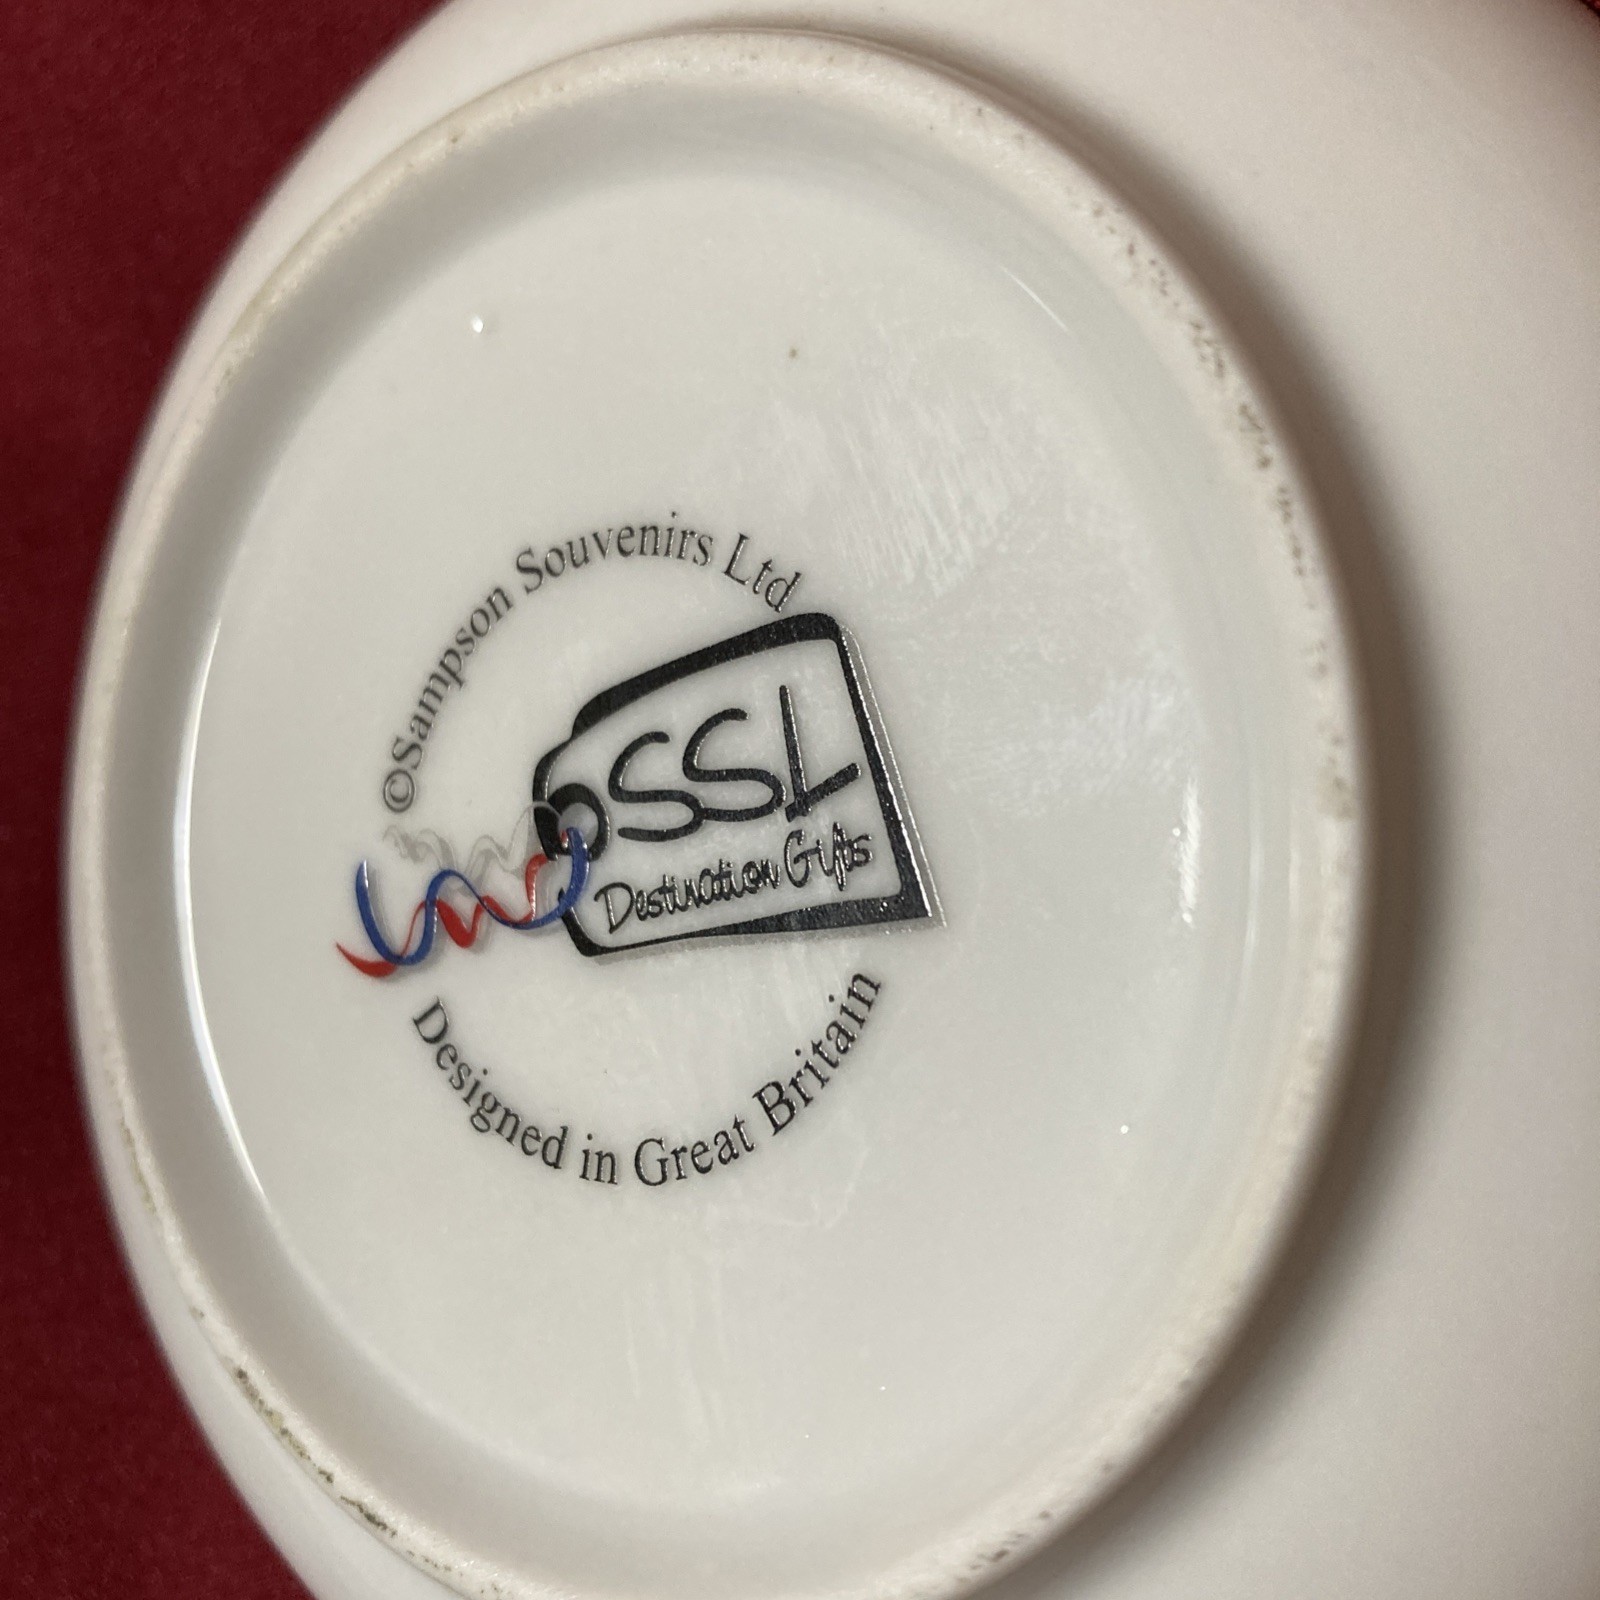 ©Sampson Souvenirs Ltd
SSL
Destination Gifts
Designed in Great Britain